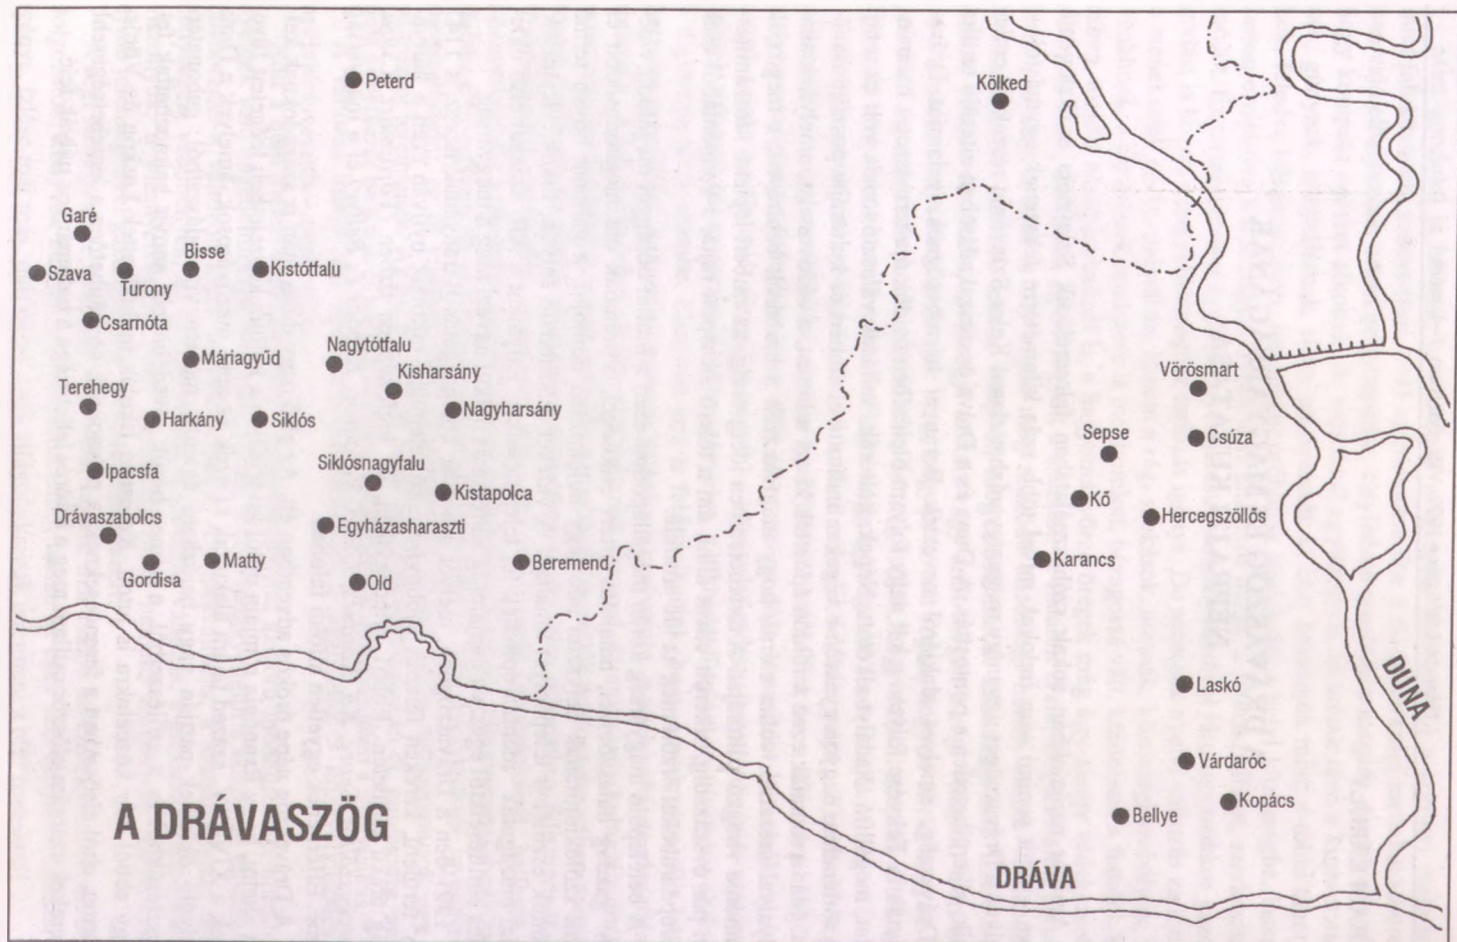 Peterd
Kölked
Garé
Bisse
Kistótfalu
Szava
Turony
Csarnóta
Máriagyűd
Nagytótfalu
Kisharsány
Terehegy
Harkány
Siklós
Nagyharsány
Vörösmart
Sepse
Csúza
Ipacsfa
Siklósnagyfalu
Kistapolca
Kő
Hercegszöllős
Drávaszabolcs
Egyházasharaszti
Gordisa
Matty
Old
Beremend
Karancs
Laskó
DUNA
Várdaróc
Kopács
Bellye
A DRÁVASZÖG
DRÁVA